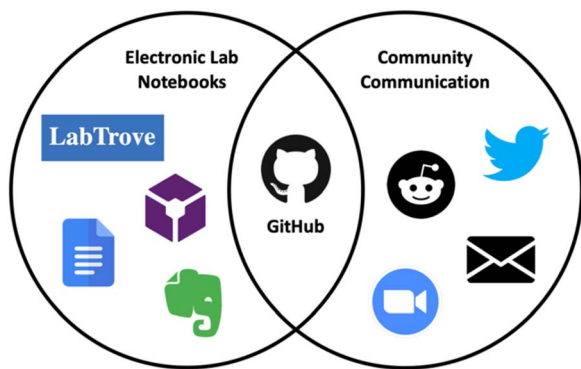 Electronic Lab
Notebooks
Community
Communication
LabTrove
GitHub